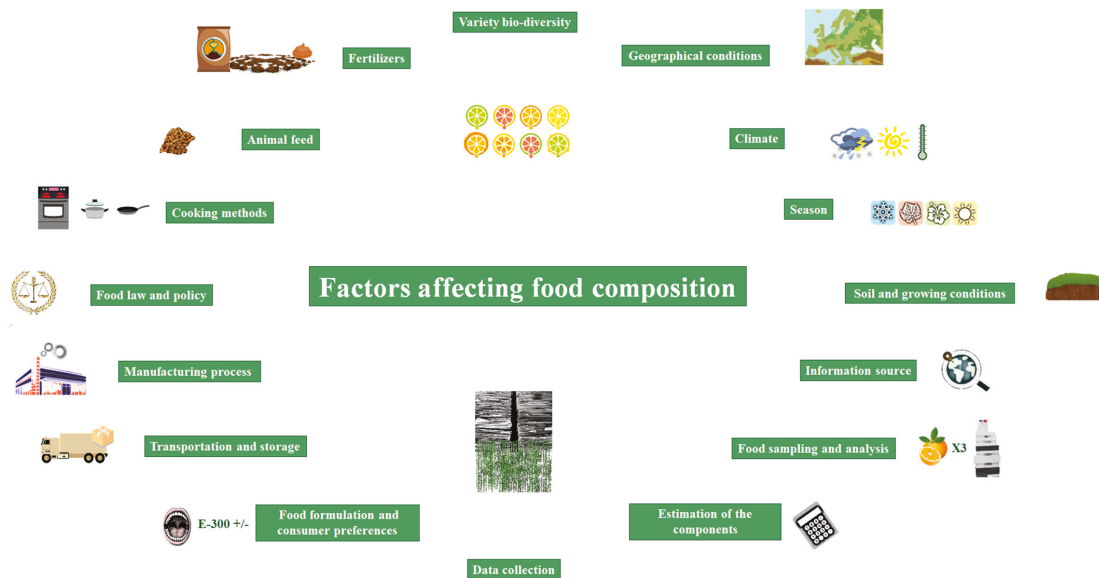 Variety bio-diversity
Fertilizers
Geographical conditions
Animal feed
Climate
Cooking methods
Season
Factors affecting food composition
Food law and policy
Soil and growing conditions
Manufacturing process
Information source
Transportation and storage
Food sampling and analysis
X3
E-300 +/-
Food formulation and
consumer preferences
Estimation of the
components
Data collection